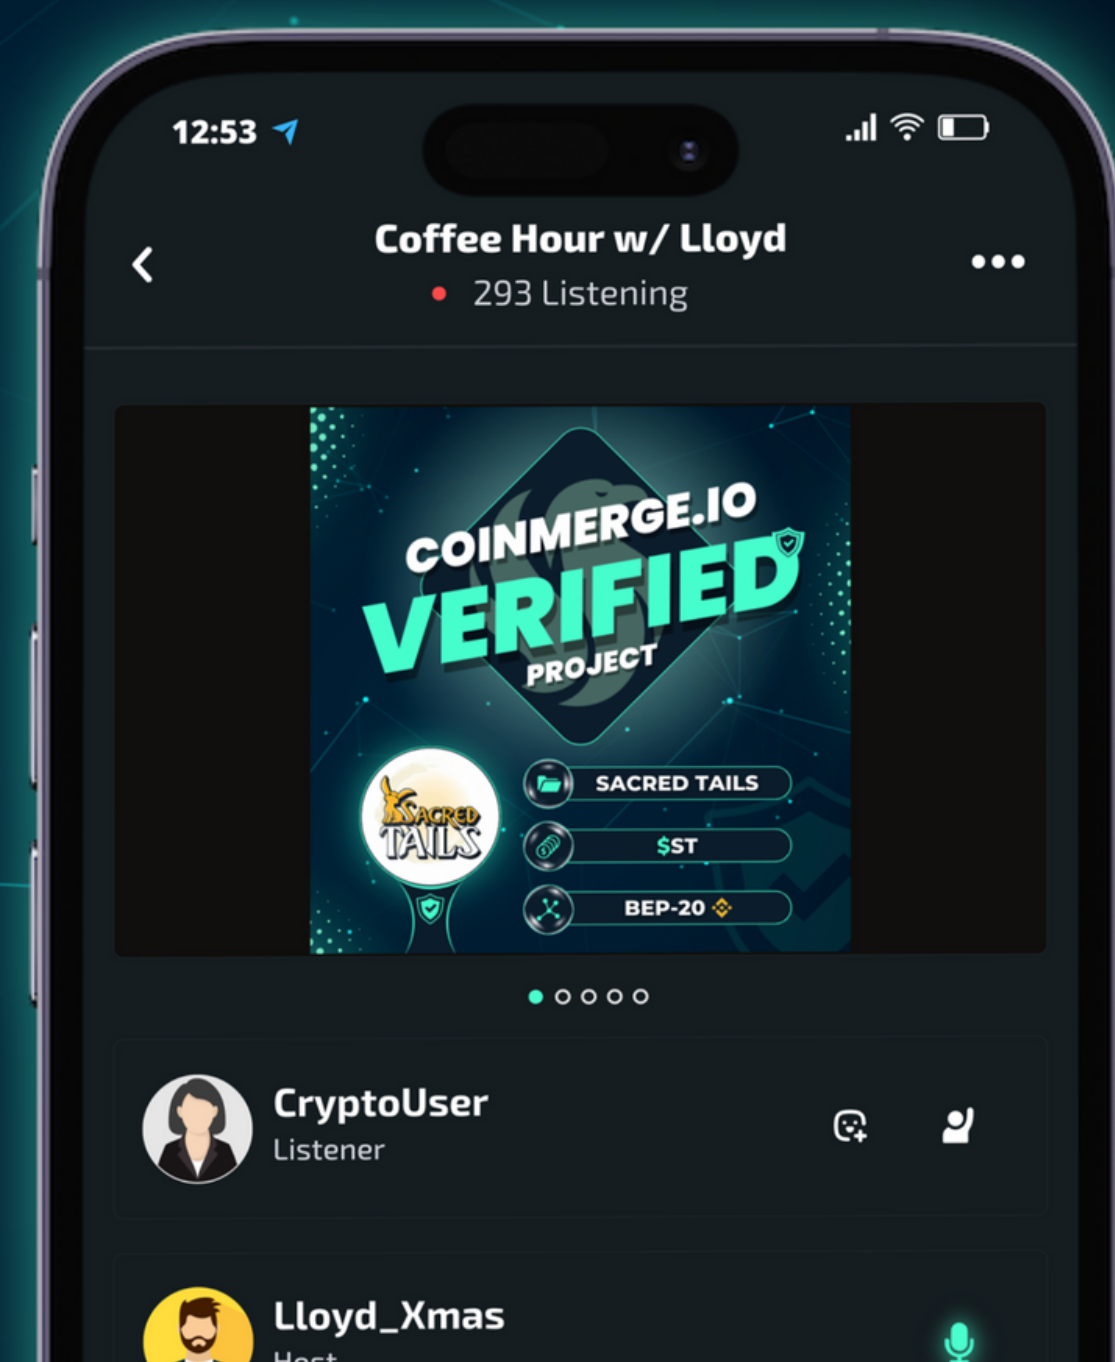 12:53
Coffee Hour w/ Lloyd
293 Listening
COINMERGE.IO
VERIFIED
PROJECT
SACRED
TAILS
SACRED TAILS
$ST
BEP-20
CryptoUser
Listener
Lloyd_Xmas
Host